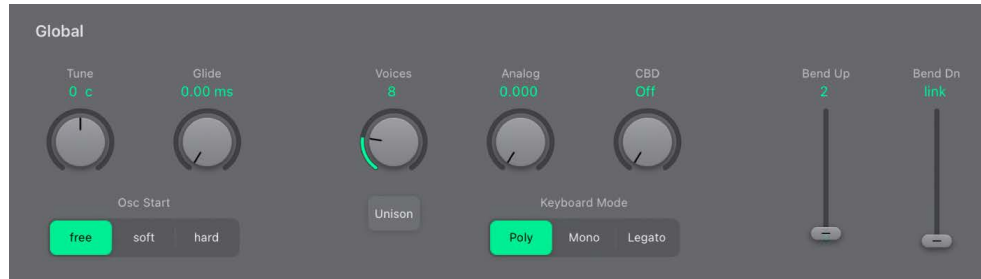 Global
Tune Glide Voices Analog CBD Bend Up Bend Dn
0 c 0.00 ms 8 0.000 Off 2 link
Osc Start Unison Keyboard Mode
free soft hard Poly Mono Legato